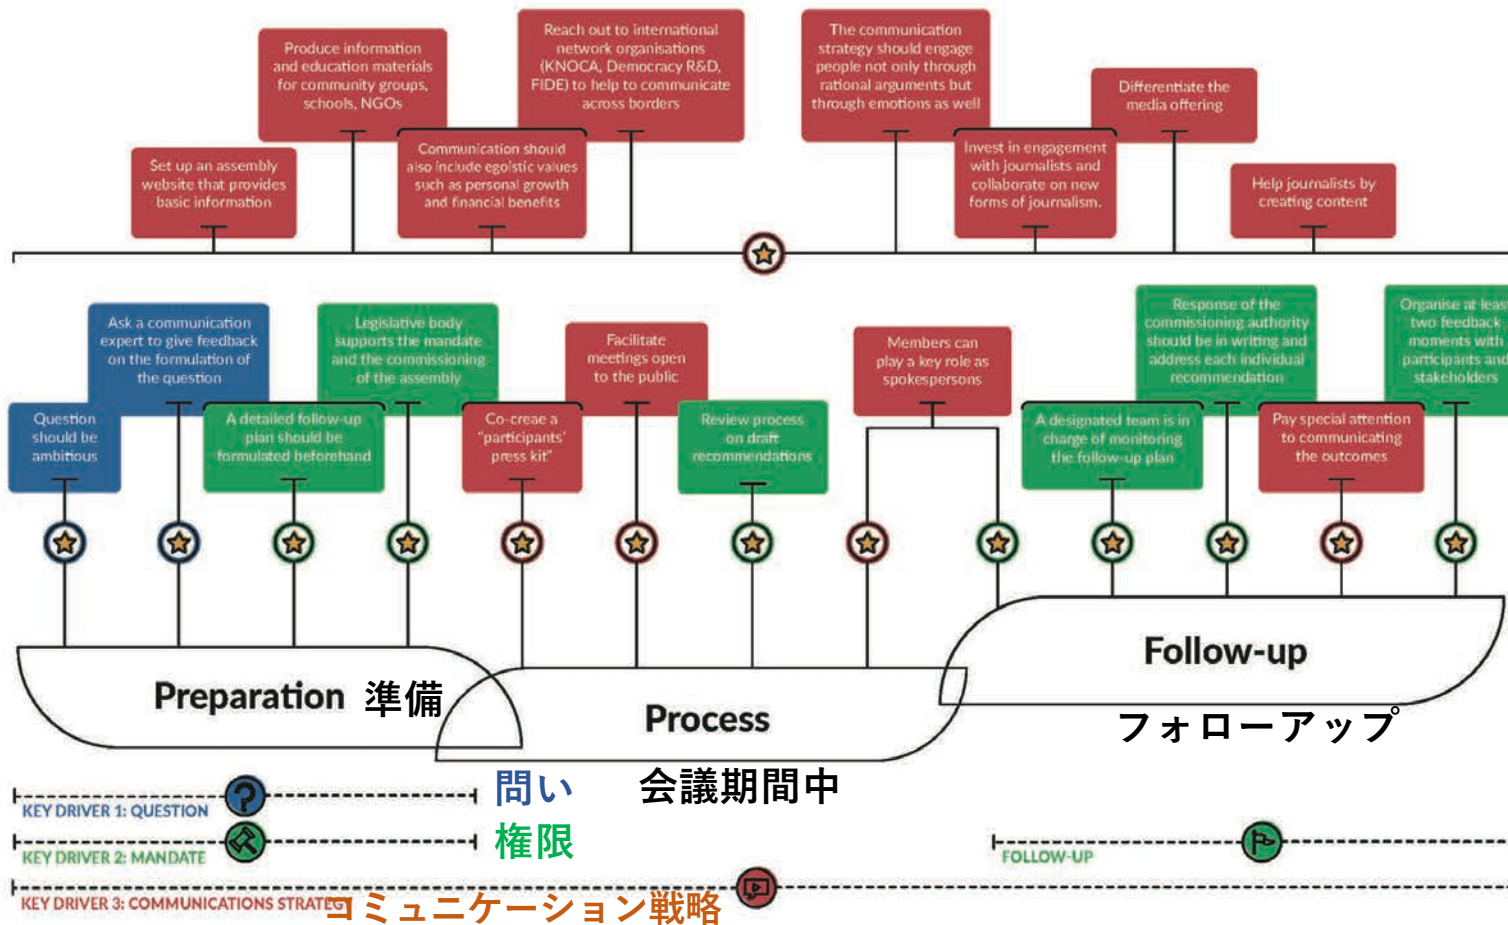 Produce information
and education materials
for community groups,
schools, NGOs
Reach out to international
network organisations
(KNOCA, Democracy R&D,
FIDE) to help to communicate
across borders
The communication
strategy should engage
people not only through
rational arguments but
through emotions as well
Differentiate the
media offering
Set up an assembly
website that provides
basic information
Communication should
also include egoistic values
such as personal growth
and financial benefits
Invest in engagement
with journalists and
collaborate on new
forms of journalism.
Help journalists by
creating content
Ask a communication
expert to give feedback
on the formulation of
the question
Legislative body
supports the mandate
and the commissioning
of the assembly
Facilitate
meetings open
to the public
Members can
play a key role as
spokespersons
Response of the
commissioning authority
should be in writing and
address each individual
recommendation
Organise at least
two feedback
moments with
participants and
stakeholders
Question
should be
ambitious
A detailed follow-up
plan should be
formulated beforehand
Co-creae a
"participants'
press kit"
Review process
on draft
recommendations
A designated team is in
charge of monitoring
the follow-up plan
Pay special attention
to communicating
the outcomes
Preparation 準備
Process
会議期間中
Follow-up
フォローアップ
KEY DRIVER 1: QUESTION
問い
KEY DRIVER 2: MANDATE
権限
FOLLOW-UP
KEY DRIVER 3: COMMUNICATIONS STRATEGY
コミュニケーション戦略